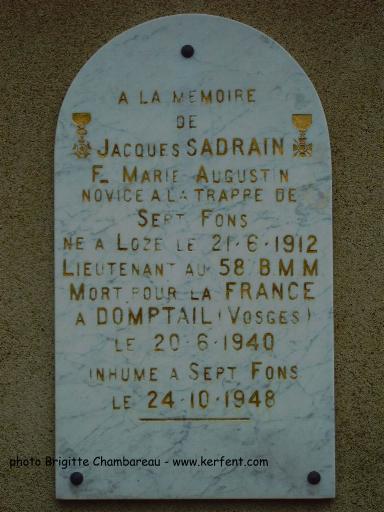 A LA MEMOIRE
DE
JACQUES SADRAIN
F_ MARIE AUGUSTIN
NOVICE A LA TRAPPE DE
SEPT FONS
NE A LOZE LE 21·6·1912
LIEUTENANT AU 58 B.M.M
MORT POUR LA FRANCE
A DOMPTAIL (VOSGES)
LE 20·6·1940
INHUME A SEPT FONS
LE 24·10·1948
photo Brigitte Chambareau - www.kerfent.com